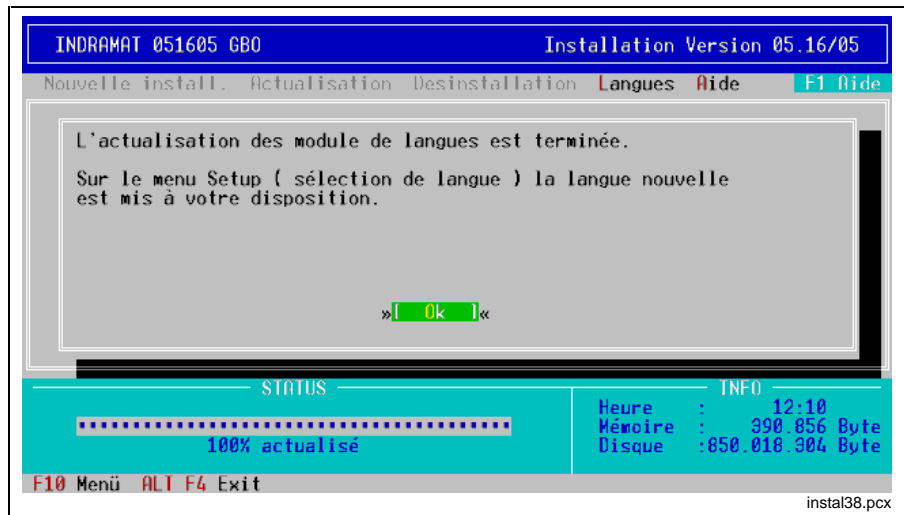 INDRAMAT 051605 GBO Installation Version 05.16/05
Nouvelle install. Actualisation Desinstallation Langues Aide F1 Aide
L'actualisation des module de langues est terminée.
Sur le menu Setup ( sélection de langue ) la langue nouvelle
est mis à votre disposition.
»[ Ok ]«
STATUS INFO
Heure : 12:10
Mémoire : 390.856 Byte
100% actualisé
Disque :850.018.304 Byte
F10 Menü ALT F4 Exit
instal38.pcx